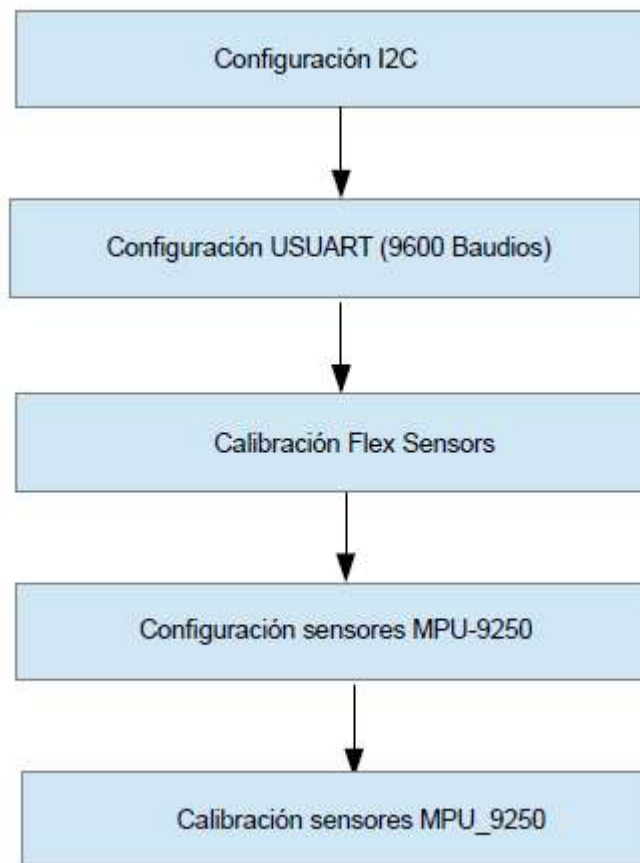 Configuración I2C
Configuración USUART (9600 Baudios)
Calibración Flex Sensors
Configuración sensores MPU-9250
Calibración sensores MPU_9250